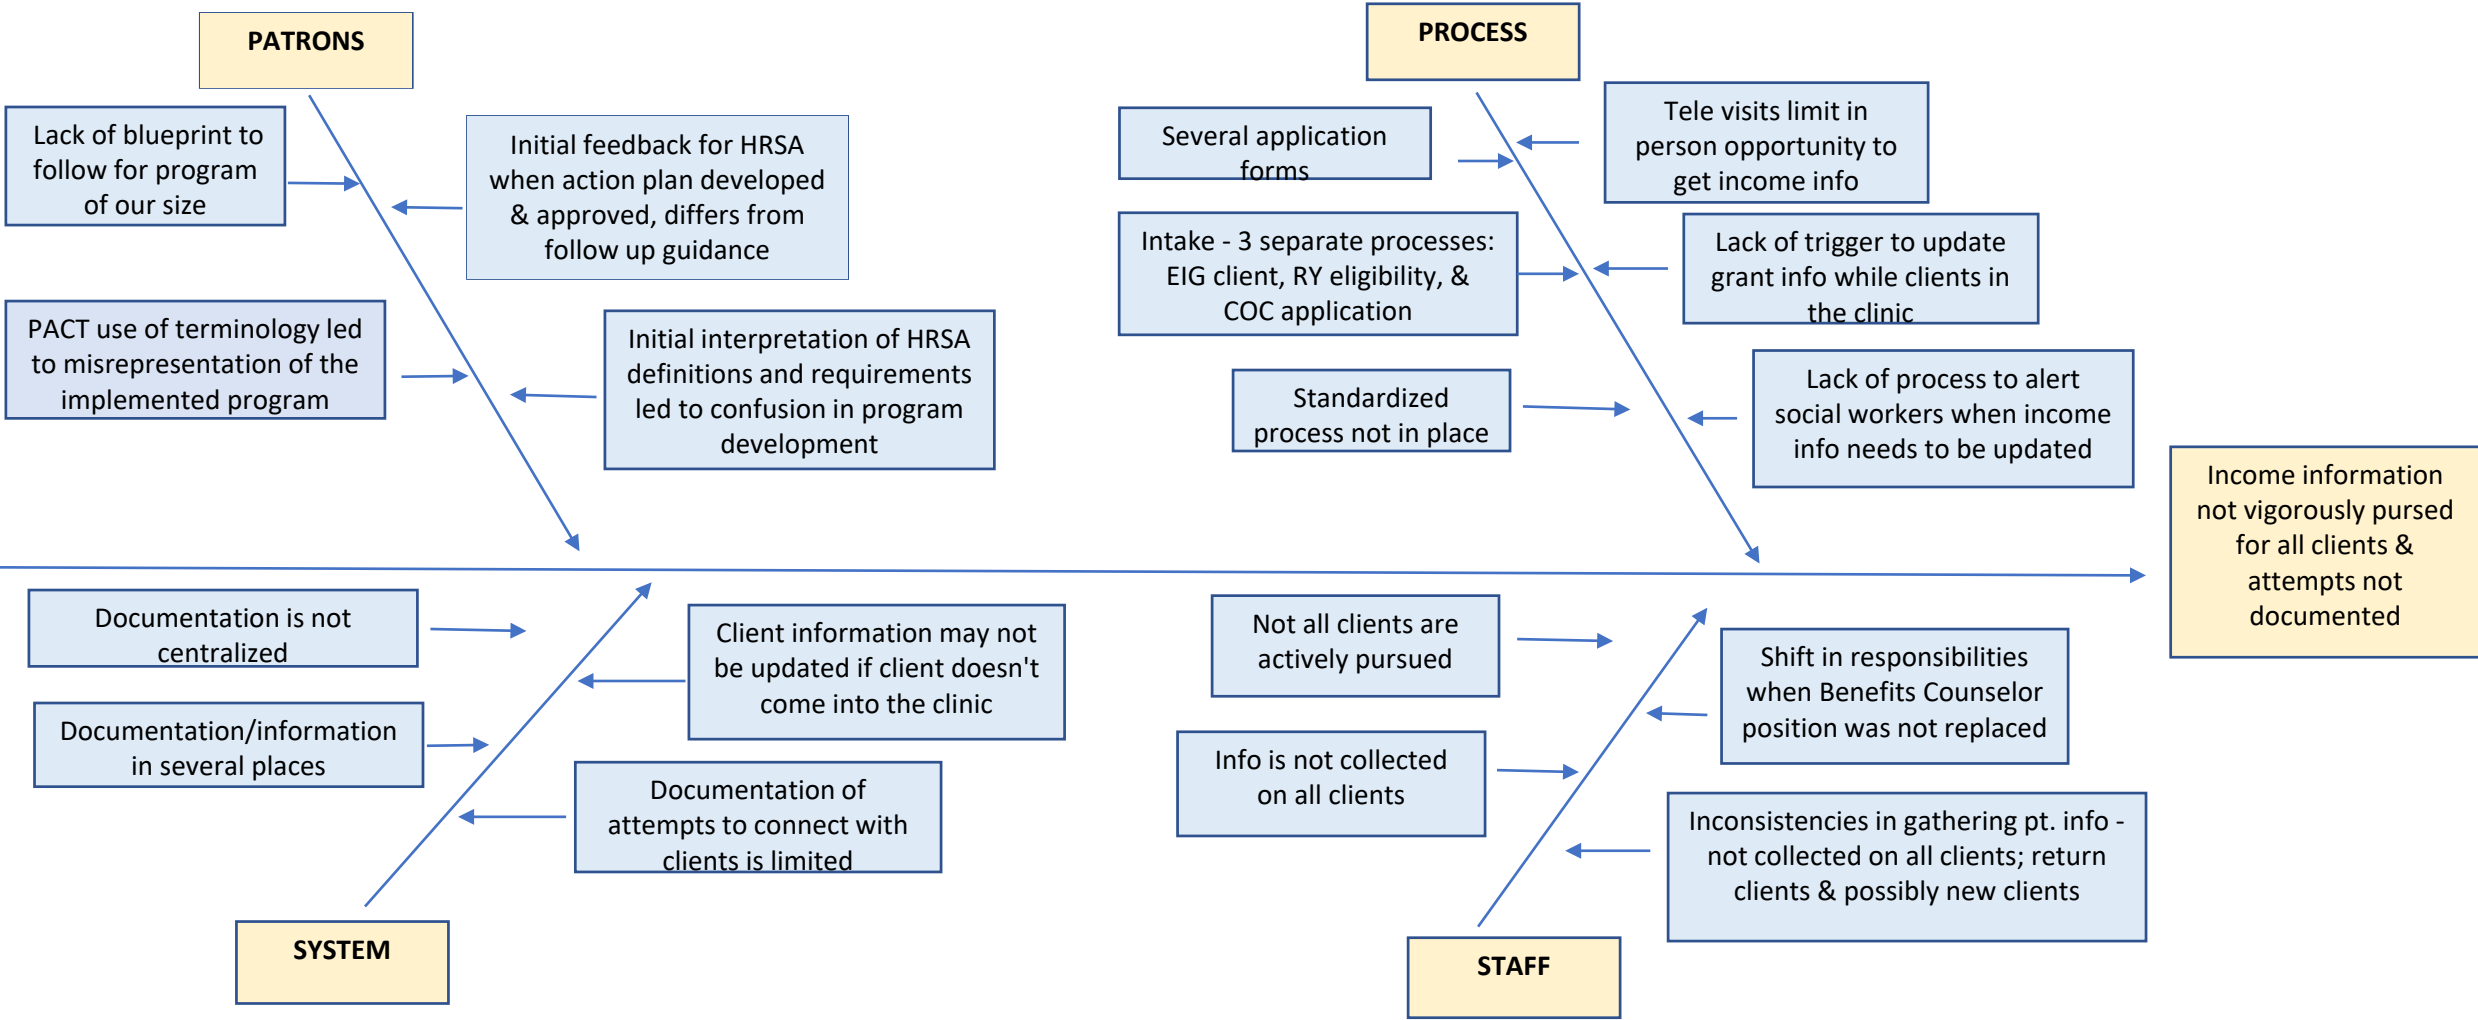 PATRONS
Lack of blueprint to
follow for program
of our size
Initial feedback for HRSA
when action plan developed
& approved, differs from
follow up guidance
PACT use of terminology led
to misrepresentation of the
implemented program
Initial interpretation of HRSA
definitions and requirements
led to confusion in program
development
PROCESS
Several application
forms
Tele visits limit in
person opportunity to
get income info
Intake - 3 separate processes:
EIG client, RY eligibility, &
COC application
Lack of trigger to update
grant info while clients in
the clinic
Standardized
process not in place
Lack of process to alert
social workers when income
info needs to be updated
Income information
not vigorously pursed
for all clients &
attempts not
documented
Documentation is not
centralized
Client information may not
be updated if client doesn't
come into the clinic
Documentation/information
in several places
Documentation of
attempts to connect with
clients is limited
SYSTEM
Not all clients are
actively pursued
Shift in responsibilities
when Benefits Counselor
position was not replaced
Info is not collected
on all clients
Inconsistencies in gathering pt. info -
not collected on all clients; return
clients & possibly new clients
STAFF